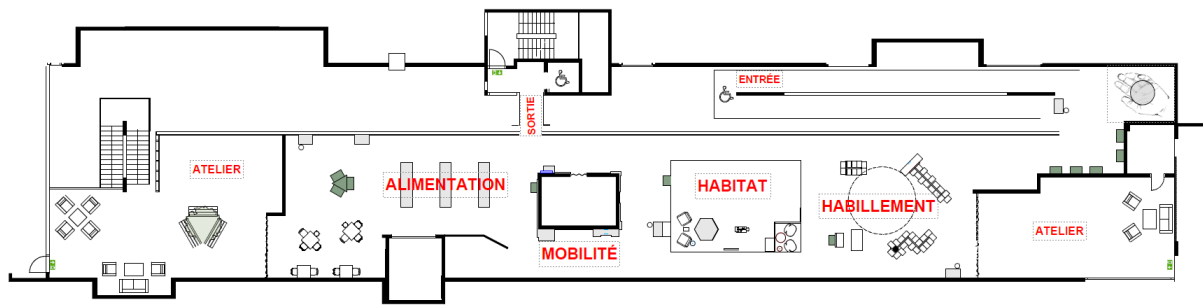 ENTRÉE
SORTIE
ATELIER
ALIMENTATION
HABITAT
HABILLEMENT
MOBILITÉ
ATELIER